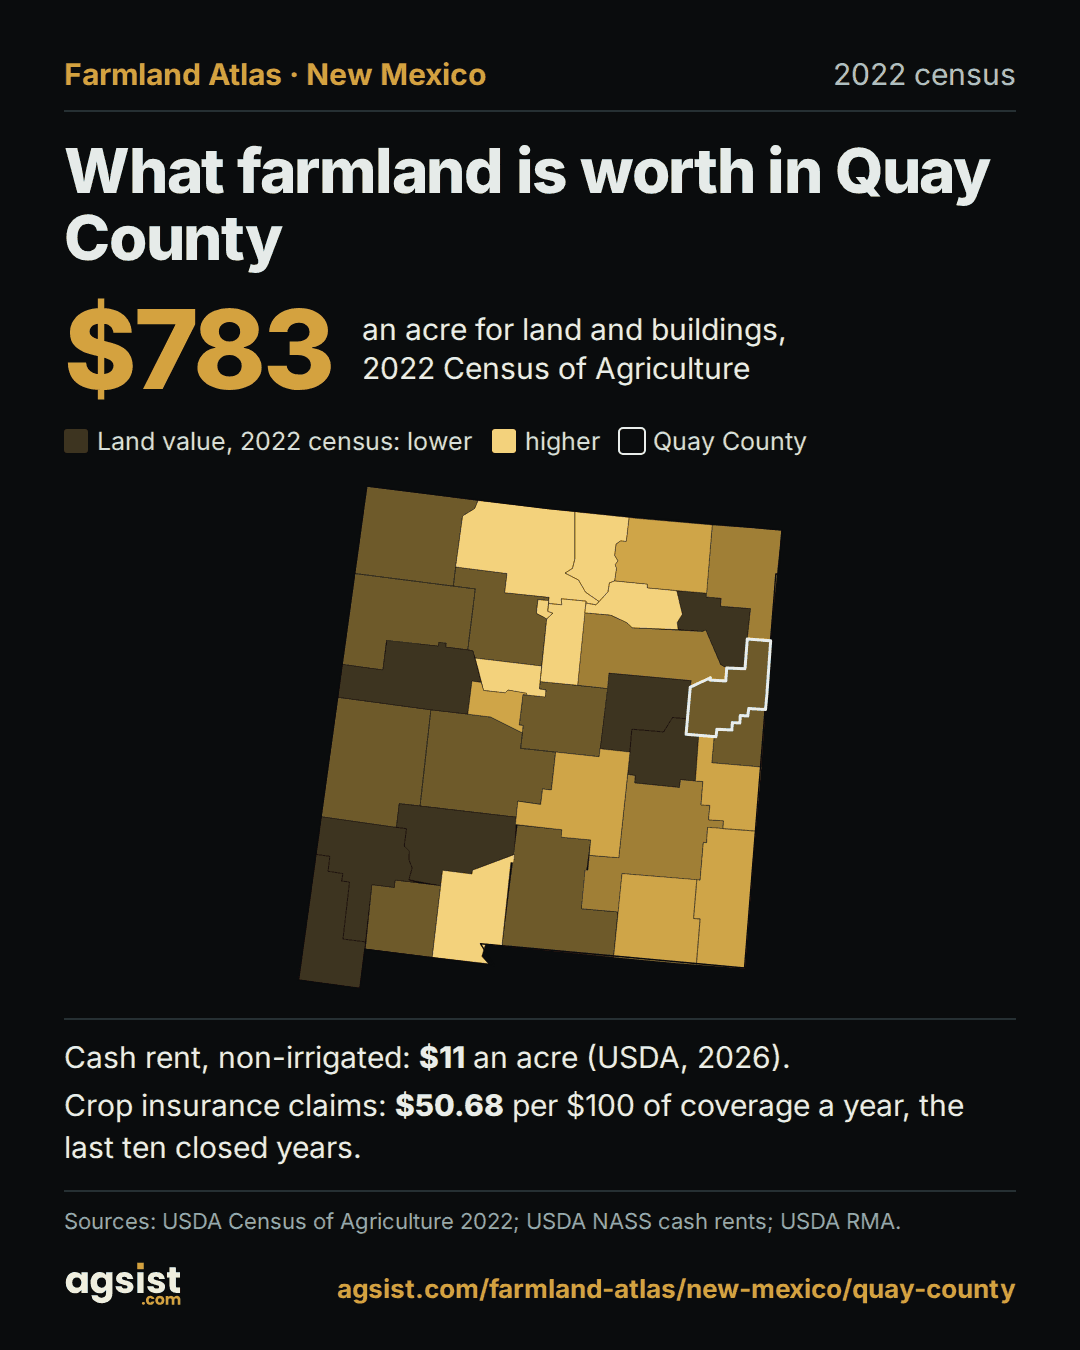 Farmland Atlas · New Mexico
2022 census
What farmland is worth in Quay
County
$783
an acre for land and buildings,
2022 Census of Agriculture
Land value, 2022 census: lower
higher
Quay County
Cash rent, non-irrigated: $11 an acre (USDA, 2026).
Crop insurance claims: $50.68 per $100 of coverage a year, the
last ten closed years.
Sources: USDA Census of Agriculture 2022; USDA NASS cash rents; USDA RMA.
agsist
.com
agsist.com/farmland-atlas/new-mexico/quay-county